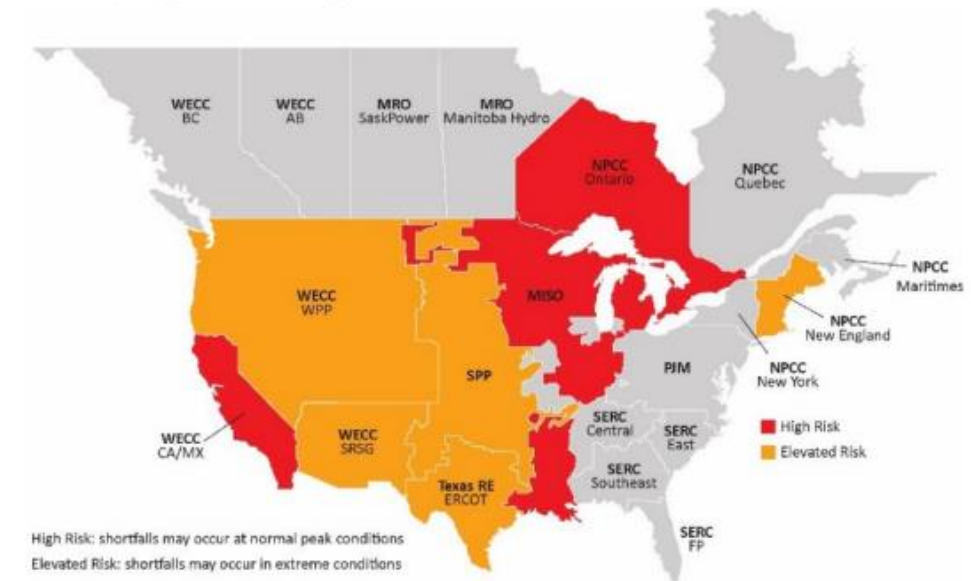 WECC
BC
WECC
AB
MRO
SaskPower
MRO
Manitoba Hydro
NPCC
Ontario
NPCC
Quebec
NPCC
Maritimes
WECC
WPP
MISO
NPCC
New England
SPP
PJM
NPCC
New York
WECC
CA/MX
WECC
SRSG
SERC
Central
SERC
East
High Risk
Elevated Risk
Texas RE
ERCOT
SERC
Southeast
SERC
FP
High Risk: shortfalls may occur at normal peak conditions
Elevated Risk: shortfalls may occur in extreme conditions